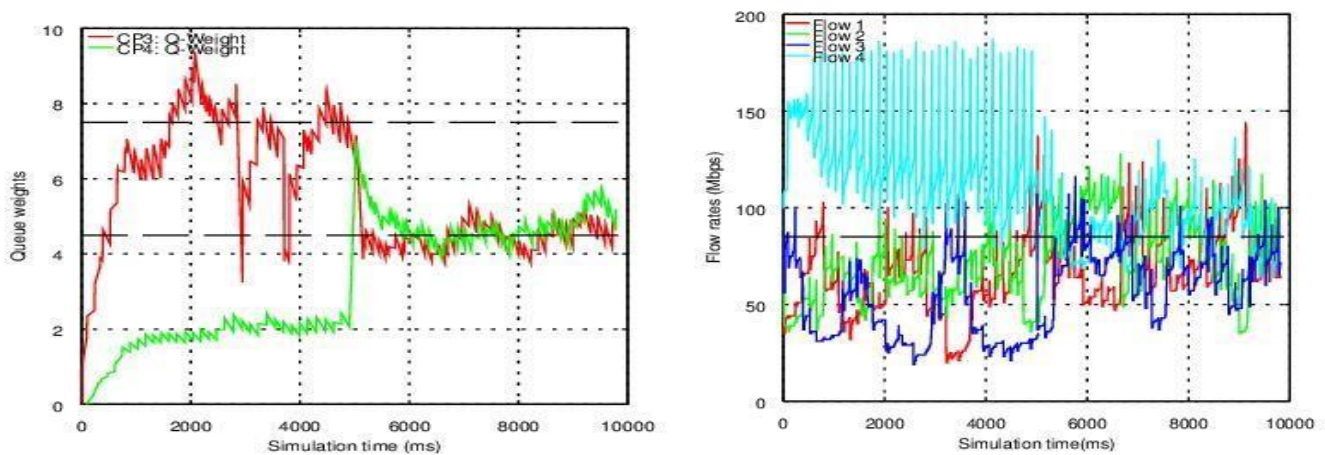 CP3: Q-Weight
CP4: Q-Weight
10
8
6
4
2
0
Queue weights
0 2000 4000 6000 8000 10000
Simulation time (ms)
Flow 1
Flow 2
Flow 3
Flow 4
200
150
100
50
0
Flow rates (Mbps)
0 2000 4000 6000 8000 10000
Simulation time(ms)